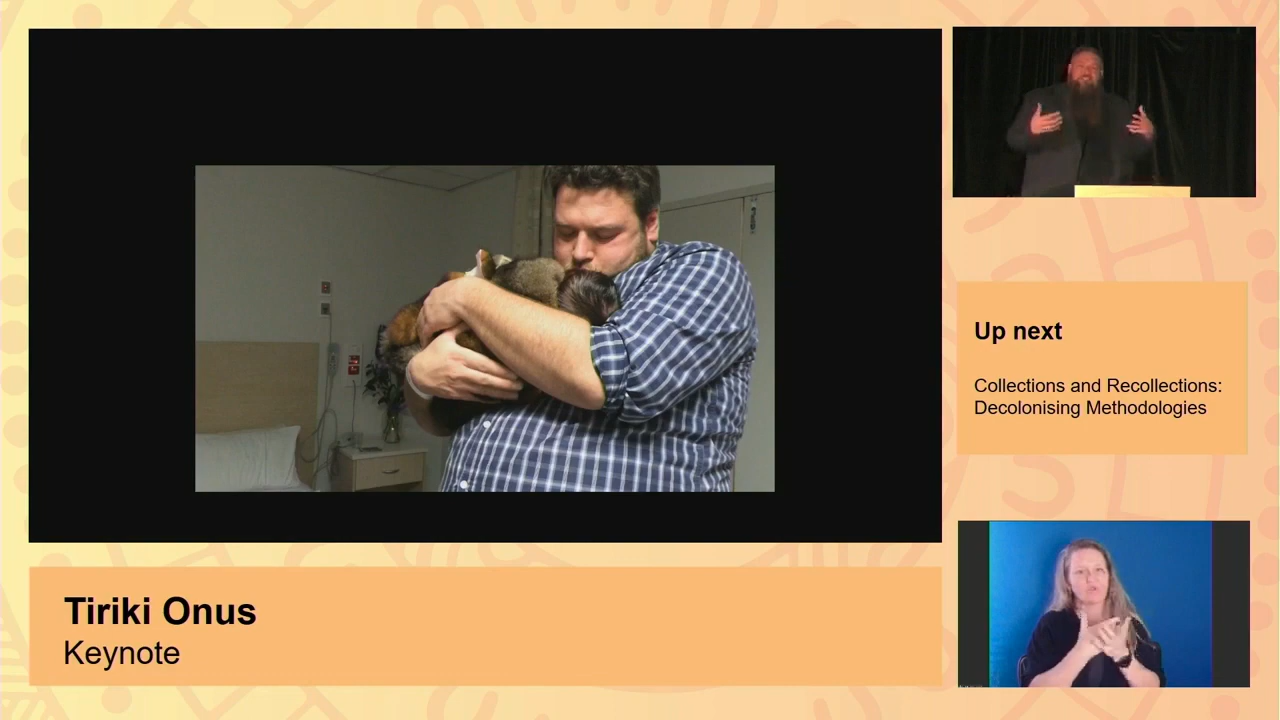 Tiriki Onus
Keynote
Up next
Collections and Recollections:
Decolonising Methodologies